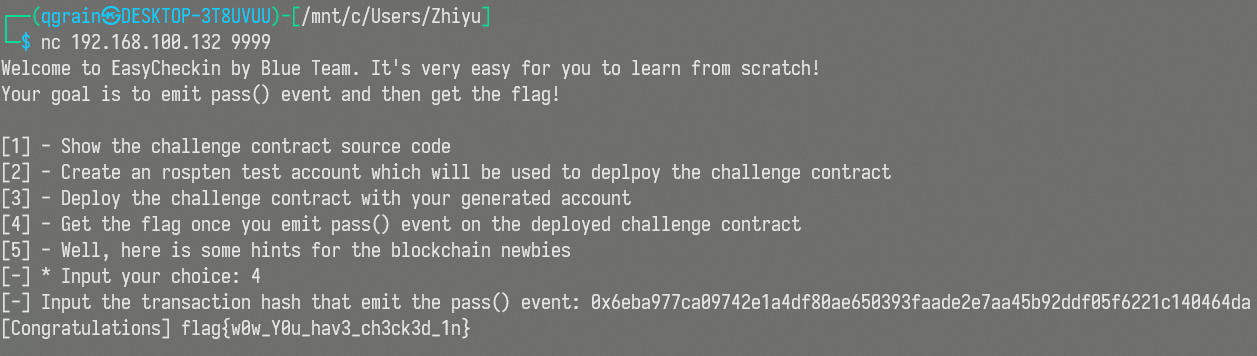 ┌──(qgrain㉿DESKTOP-3T8UVUU)-[/mnt/c/Users/Zhiyu]
└─$ nc 192.168.100.132 9999
Welcome to EasyCheckin by Blue Team. It's very easy for you to learn from scratch!
Your goal is to emit pass() event and then get the flag!
[1] - Show the challenge contract source code
[2] - Create an rospten test account which will be used to deplpoy the challenge contract
[3] - Deploy the challenge contract with your generated account
[4] - Get the flag once you emit pass() event on the deployed challenge contract
[5] - Well, here is some hints for the blockchain newbies
[-] * Input your choice: 4
[-] Input the transaction hash that emit the pass() event: 0x6eba977ca09742e1a4df80ae650393faade2e7aa45b92ddf05f6221c140464da
[Congratulations] flag{w0w_Y0u_hav3_ch3ck3d_1n}